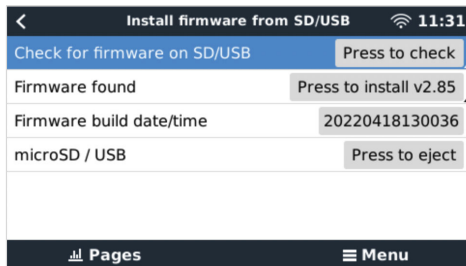 Install firmware from SD/USB 11:31
Check for firmware on SD/USB Press to check
Firmware found Press to install v2.85
Firmware build date/time 20220418130036
microSD / USB Press to eject
Pages Menu